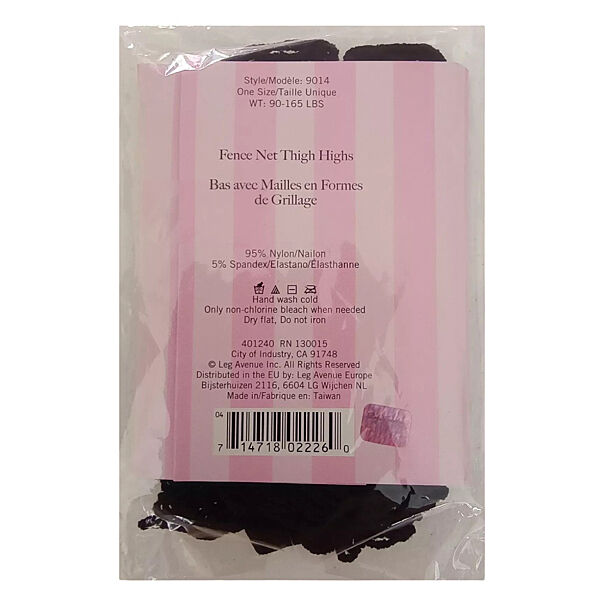 Style/Modèle: 9014
One Size/Taille Unique
WT: 90-165 LBS
Fence Net Thigh Highs
Bas avec Mailles en Formes
de Grillage
95% Nylon/Nailon
5% Spandex/Elastano/Élasthanne
Hand wash cold
Only non-chlorine bleach when needed
Dry flat, Do not iron
401240 RN 130015
City of Industry, CA 91748
© Leg Avenue Inc. All Rights Reserved
Distributed in the EU by: Leg Avenue Europe
Bijsterhuizen 2116, 6604 LG Wijchen NL
Made in/Fabrique en: Taiwan
04
7 14718 02226 0